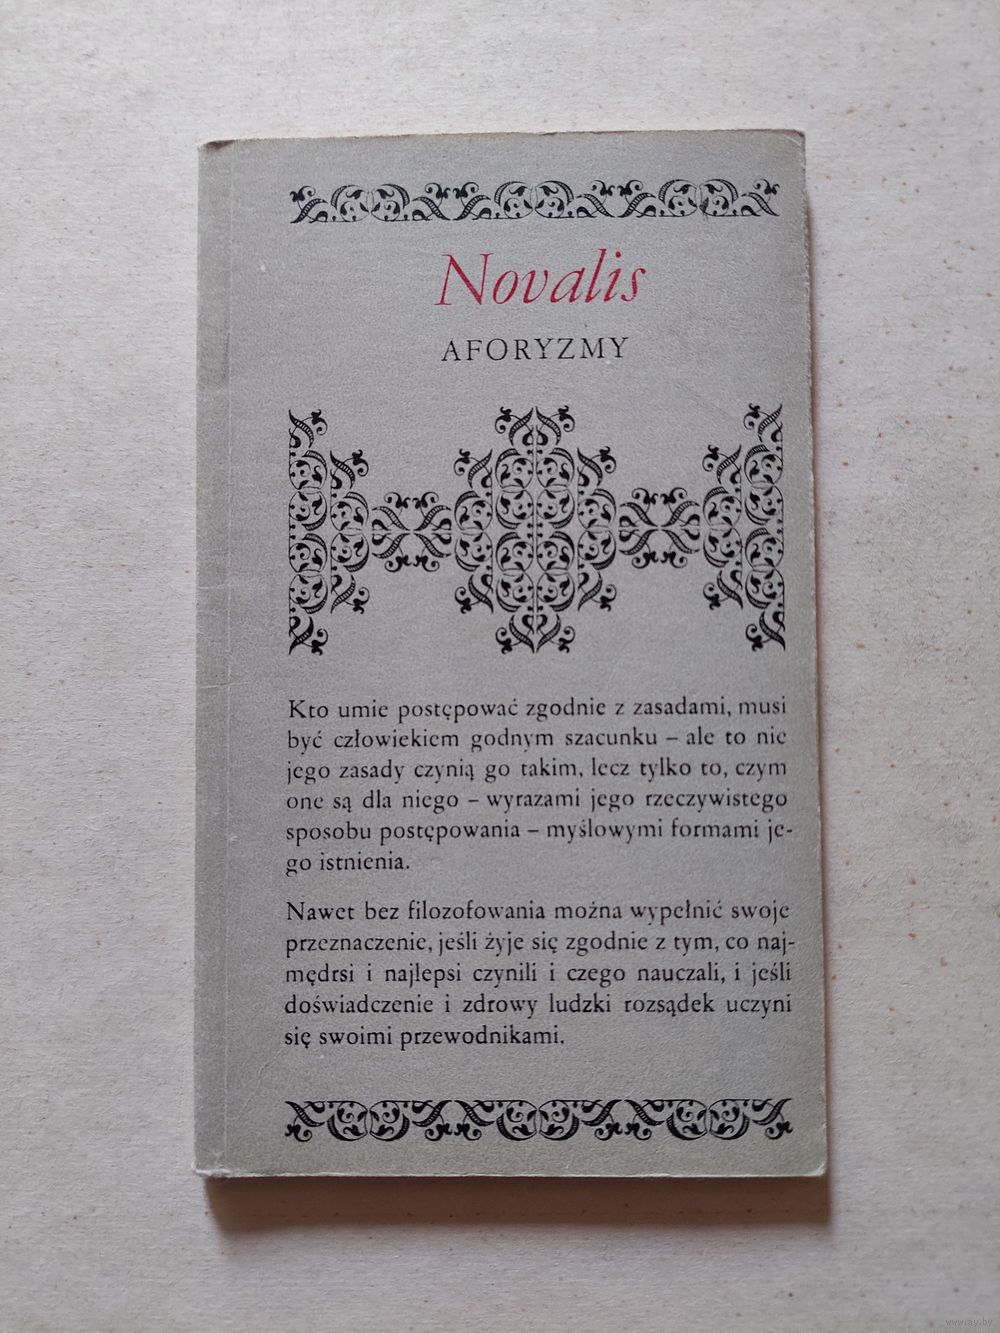 Novalis
AFORYZMY
Kto umie postępować zgodnie z zasadami, musi
być człowiekiem godnym szacunku – ale to nie
jego zasady czynią go takim, lecz tylko to, czym
one są dla niego – wyrazami jego rzeczywistego
sposobu postępowania – myślowymi formami je-
go istnienia.
Nawet bez filozofowania można wypełnić swoje
przeznaczenie, jeśli żyje się zgodnie z tym, co naj-
mędrsi i najlepsi czynili i czego nauczali, i jeśli
doświadczenie i zdrowy ludzki rozsądek uczyni
się swoimi przewodnikami.
www.ay.by